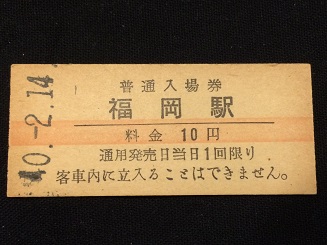 普通入場券
福岡駅
料金 10円
通用発売日当日1回限り
客車内に立入ることはできません。
40.-2.14